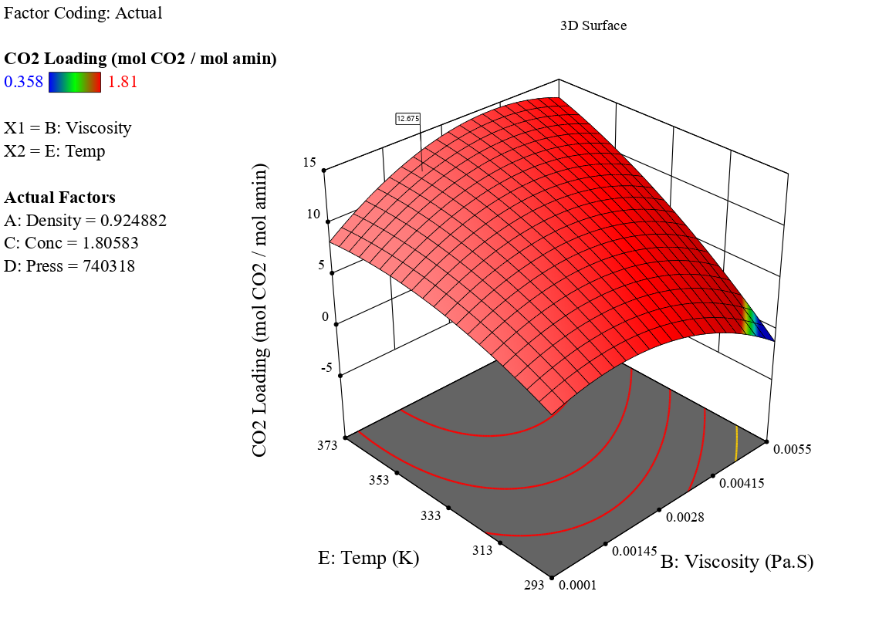 Factor Coding: Actual
3D Surface
CO2 Loading (mol CO2 / mol amin)
0.358 1.81
X1 = B: Viscosity
X2 = E: Temp
Actual Factors
A: Density = 0.924882
C: Conc = 1.80583
D: Press = 740318
12.675
CO2 Loading (mol CO2 / mol amin)
15
10
5
0
-5
373
353
333
313
293
E: Temp (K)
0.0001
0.00145
0.0028
0.00415
0.0055
B: Viscosity (Pa.S)